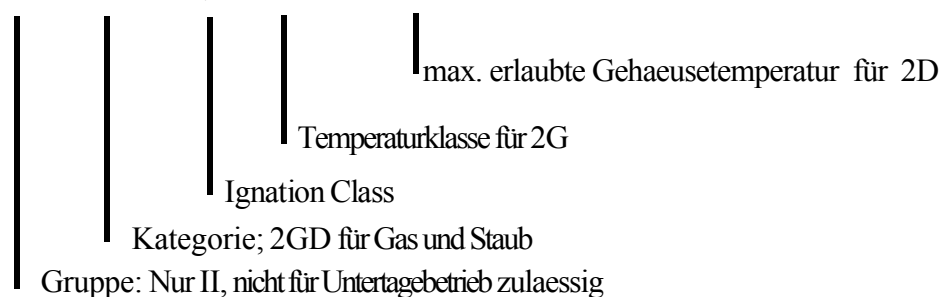 max. erlaubte Gehaeusetemperatur für 2D
Temperaturklasse für 2G
Ignation Class
Kategorie; 2GD für Gas und Staub
Gruppe: Nur II, nicht für Untertagebetrieb zulaessig